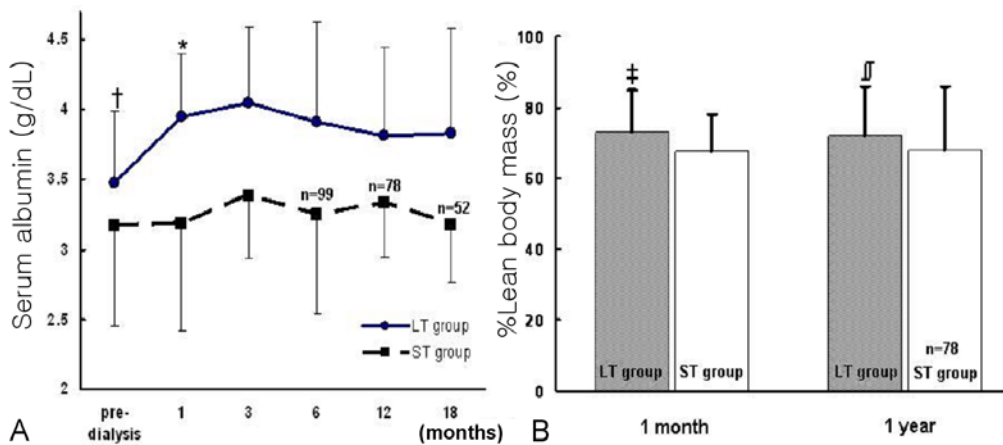 Serum albumin (g/dL)
4.5
4
3.5
3
2.5
2
†
*
n=99
n=78
n=52
LT group
ST group
pre-dialysis
1
3
6
12
18
(months)
A
%Lean body mass (%)
100
80
60
40
20
0
‡
∬
LT group
ST group
LT group
n=78
ST group
1 month
1 year
B